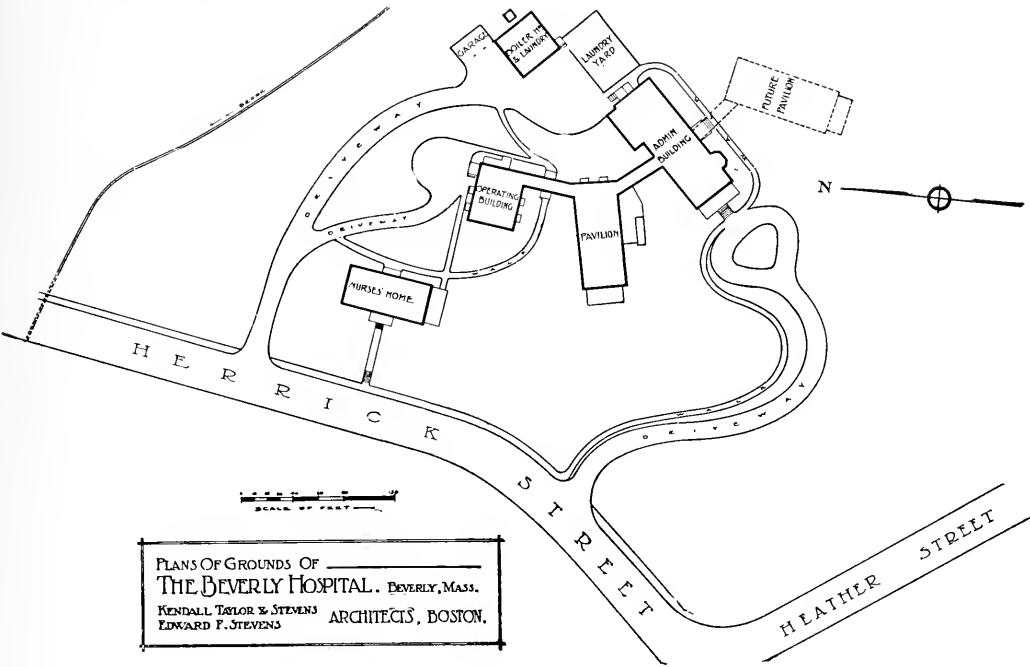 GARAGE
BOILER HO.
& LAUNDRY
LAUNDRY
YARD
FUTURE
PAVILION
BROOK
DRIVEWAY
ADMIN
BUILDING
N
OPERATING
BUILDING
DRIVEWAY
PAVILION
WALK
NURSES' HOME
HERRICK STREET
WALK
DRIVEWAY
SCALE OF FEET
HEATHER STREET
PLANS OF GROUNDS OF
THE BEVERLY HOSPITAL. BEVERLY, MASS.
KENDALL TAYLOR & STEVENS
EDWARD F. STEVENS
ARCHITECTS, BOSTON.